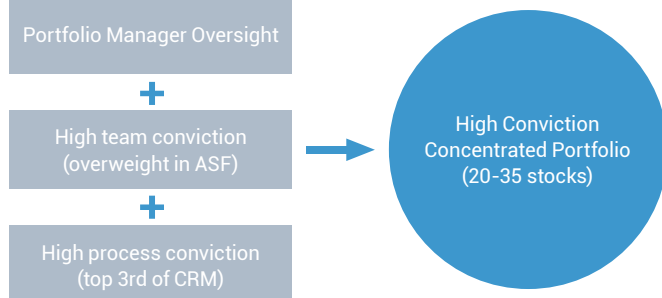 Portfolio Manager Oversight
+
High team conviction
(overweight in ASF)
+
High process conviction
(top 3rd of CRM)
High Conviction
Concentrated Portfolio
(20-35 stocks)